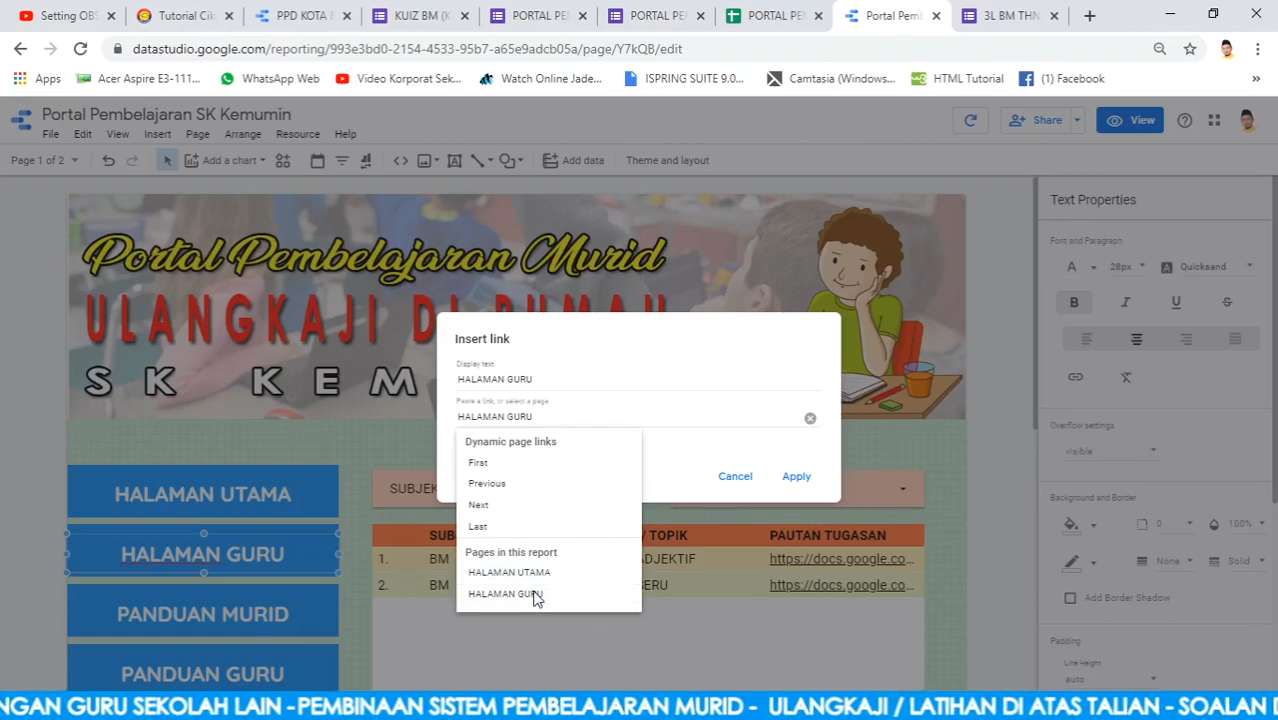 Setting OBS
Tutorial Cik
PPD KOTA B
KUIZ BM (K
PORTAL PE
PORTAL PE
PORTAL PE
Portal Pemb
3L BM THN
datastudio.google.com/reporting/993e3bd0-2154-4533-95b7-a65e9adcb05a/page/Y7kQB/edit
Apps
Acer Aspire E3-111...
WhatsApp Web
Video Korporat Sek...
Watch Online Jade...
ISPRING SUITE 9.0...
Camtasia (Windows...
HTML Tutorial
(1) Facebook
Portal Pembelajaran SK Kemumin
File Edit View Insert Page Arrange Resource Help
Share
View
Page 1 of 2
Add a chart
Add data
Theme and layout
Portal Pembelajaran Murid
ULANGKAJI DI RUMAH
SK KEM
Text Properties
Font and Paragraph
28px
Quicksand
Overflow settings
visible
Background and Border
0
100%
None
Solid
Add Border Shadow
Padding
Line Height
auto
Insert link
Display text
HALAMAN GURU
Paste a link, or select a page
HALAMAN GURU
Dynamic page links
First
Previous
Next
Last
Pages in this report
HALAMAN UTAMA
HALAMAN GURU
Cancel
Apply
HALAMAN UTAMA
HALAMAN GURU
PANDUAN MURID
PANDUAN GURU
SUBJEK
SUB / TOPIK PAUTAN TUGASAN
1. BM ADJEKTIF https://docs.google.co...
2. BM SERU https://docs.google.co...
NGAN GURU SEKOLAH LAIN -PEMBINAAN SISTEM PEMBELAJARAN MURID - ULANGKAJI / LATIHAN DI ATAS TALIAN - SOALAN